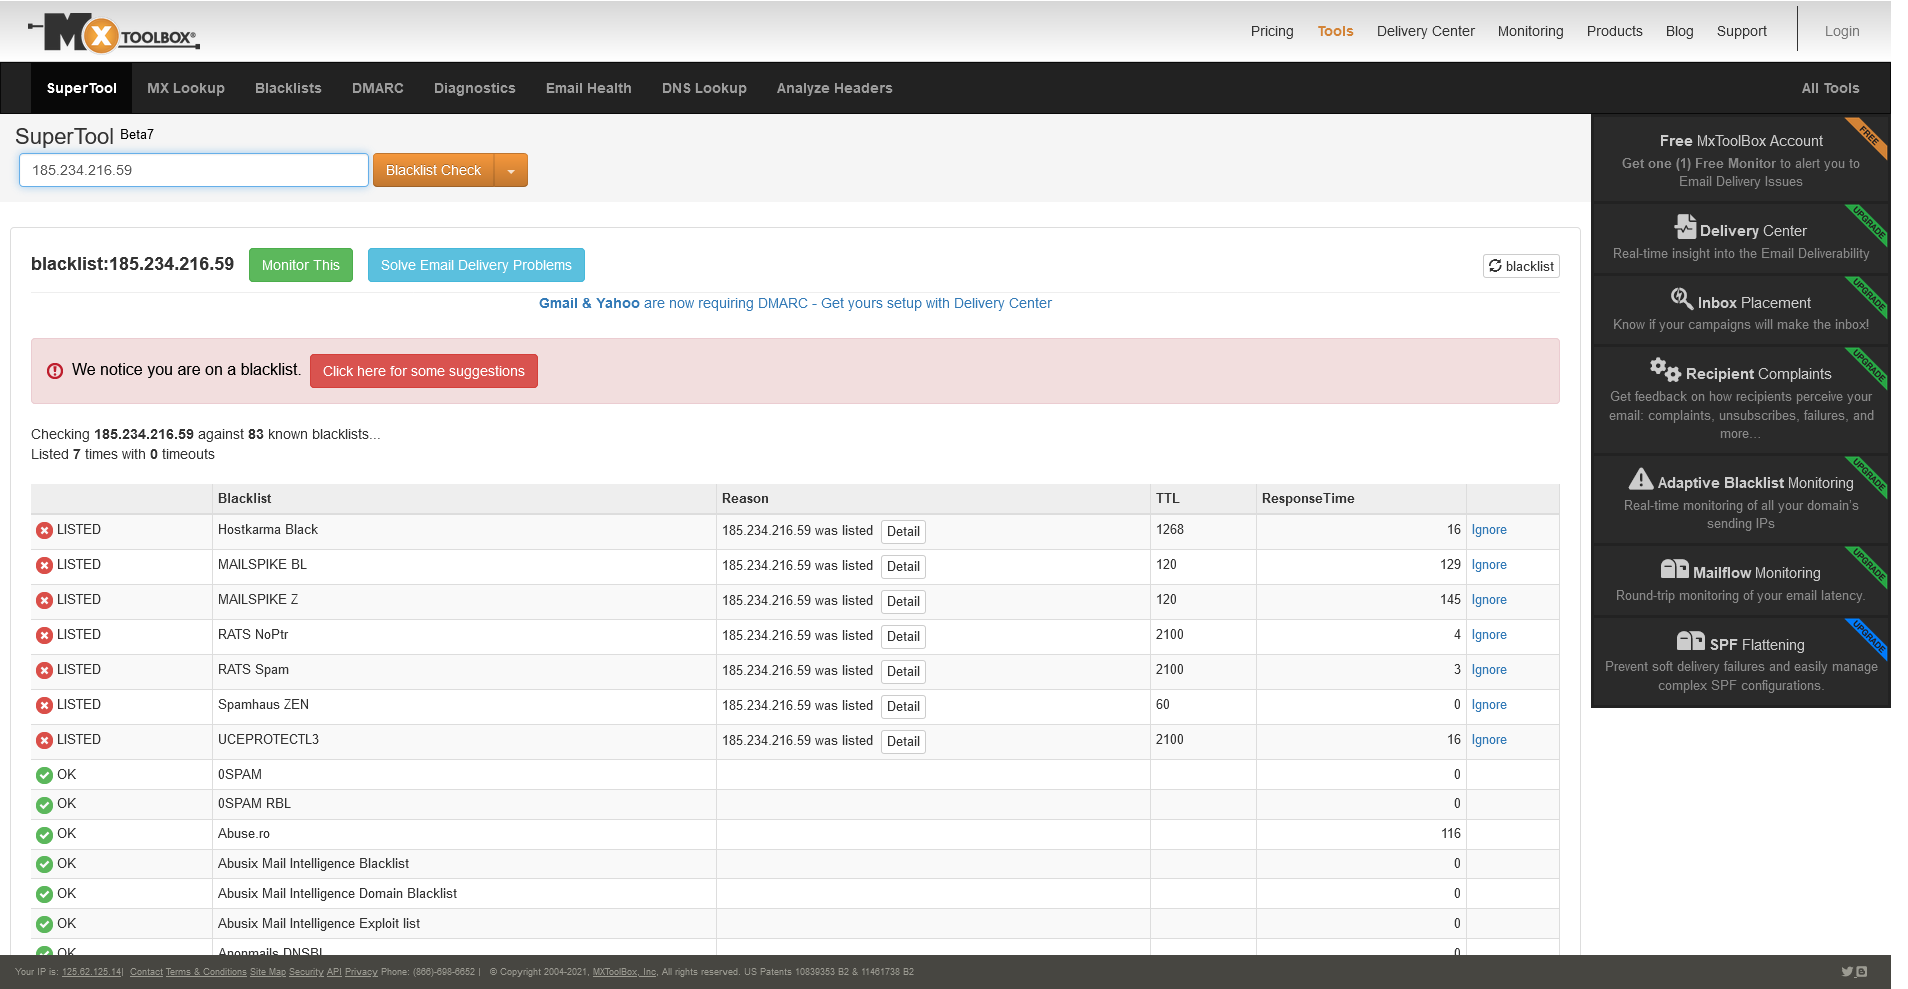 MX TOOLBOX®
Pricing Tools Delivery Center Monitoring Products Blog Support Login
SuperTool MX Lookup Blacklists DMARC Diagnostics Email Health DNS Lookup Analyze Headers All Tools
SuperTool Beta7
185.234.216.59 Blacklist Check
blacklist:185.234.216.59 Monitor This Solve Email Delivery Problems blacklist
Gmail & Yahoo are now requiring DMARC - Get yours setup with Delivery Center
We notice you are on a blacklist. Click here for some suggestions
Checking 185.234.216.59 against 83 known blacklists...
Listed 7 times with 0 timeouts
Blacklist Reason TTL ResponseTime
LISTED Hostkarma Black 185.234.216.59 was listed Detail 1268 16 Ignore
LISTED MAILSPIKE BL 185.234.216.59 was listed Detail 120 129 Ignore
LISTED MAILSPIKE Z 185.234.216.59 was listed Detail 120 145 Ignore
LISTED RATS NoPtr 185.234.216.59 was listed Detail 2100 4 Ignore
LISTED RATS Spam 185.234.216.59 was listed Detail 2100 3 Ignore
LISTED Spamhaus ZEN 185.234.216.59 was listed Detail 60 0 Ignore
LISTED UCEPROTECTL3 185.234.216.59 was listed Detail 2100 16 Ignore
OK 0SPAM 0
OK 0SPAM RBL 0
OK Abuse.ro 116
OK Abusix Mail Intelligence Blacklist 0
OK Abusix Mail Intelligence Domain Blacklist 0
OK Abusix Mail Intelligence Exploit list 0
OK Anonmails DNSBL 0
FREE
Free MxToolBox Account
Get one (1) Free Monitor to alert you to
Email Delivery Issues
UPGRADE
Delivery Center
Real-time insight into the Email Deliverability
UPGRADE
Inbox Placement
Know if your campaigns will make the inbox!
UPGRADE
Recipient Complaints
Get feedback on how recipients perceive your
email: complaints, unsubscribes, failures, and
more...
UPGRADE
Adaptive Blacklist Monitoring
Real-time monitoring of all your domain's
sending IPs
UPGRADE
Mailflow Monitoring
Round-trip monitoring of your email latency.
UPGRADE
SPF Flattening
Prevent soft delivery failures and easily manage
complex SPF configurations.
Your IP is: 125.62.125.14| Contact Terms & Conditions Site Map Security API Privacy Phone: (866)-698-6652 | © Copyright 2004-2021, MXToolBox, Inc, All rights reserved. US Patents 10839353 B2 & 11461738 B2